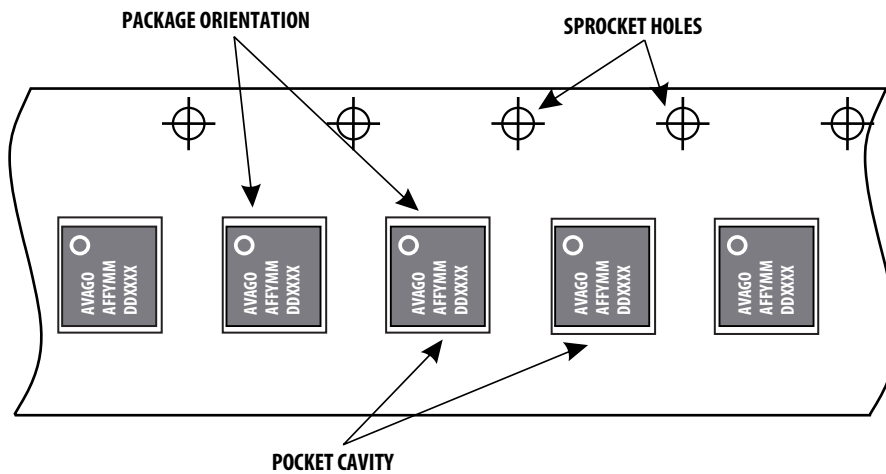 PACKAGE ORIENTATION
SPROCKET HOLES
AVAGO
AFFYMM
DDXXXX
AVAGO
AFFYMM
DDXXXX
AVAGO
AFFYMM
DDXXXX
AVAGO
AFFYMM
DDXXXX
AVAGO
AFFYMM
DDXXXX
POCKET CAVITY